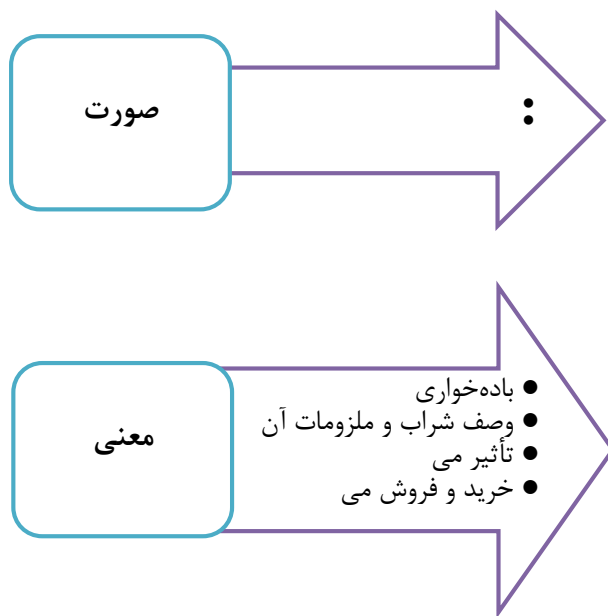 صورت
•
•
معنی
• باده‌خواری
• وصف شراب و ملزومات آن
• تأثیر می
• خرید و فروش می